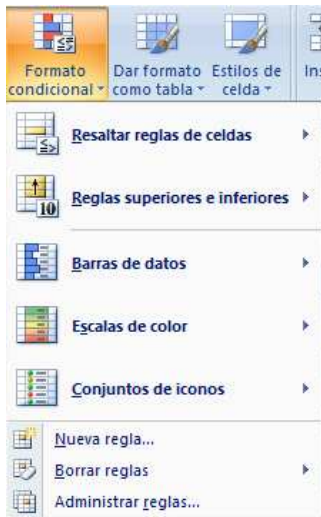 Formato condicional
Dar formato como tabla
Estilos de celda
Ins
Resaltar reglas de celdas
10
Reglas superiores e inferiores
Barras de datos
Escalas de color
Conjuntos de iconos
Nueva regla...
Borrar reglas
Administrar reglas...